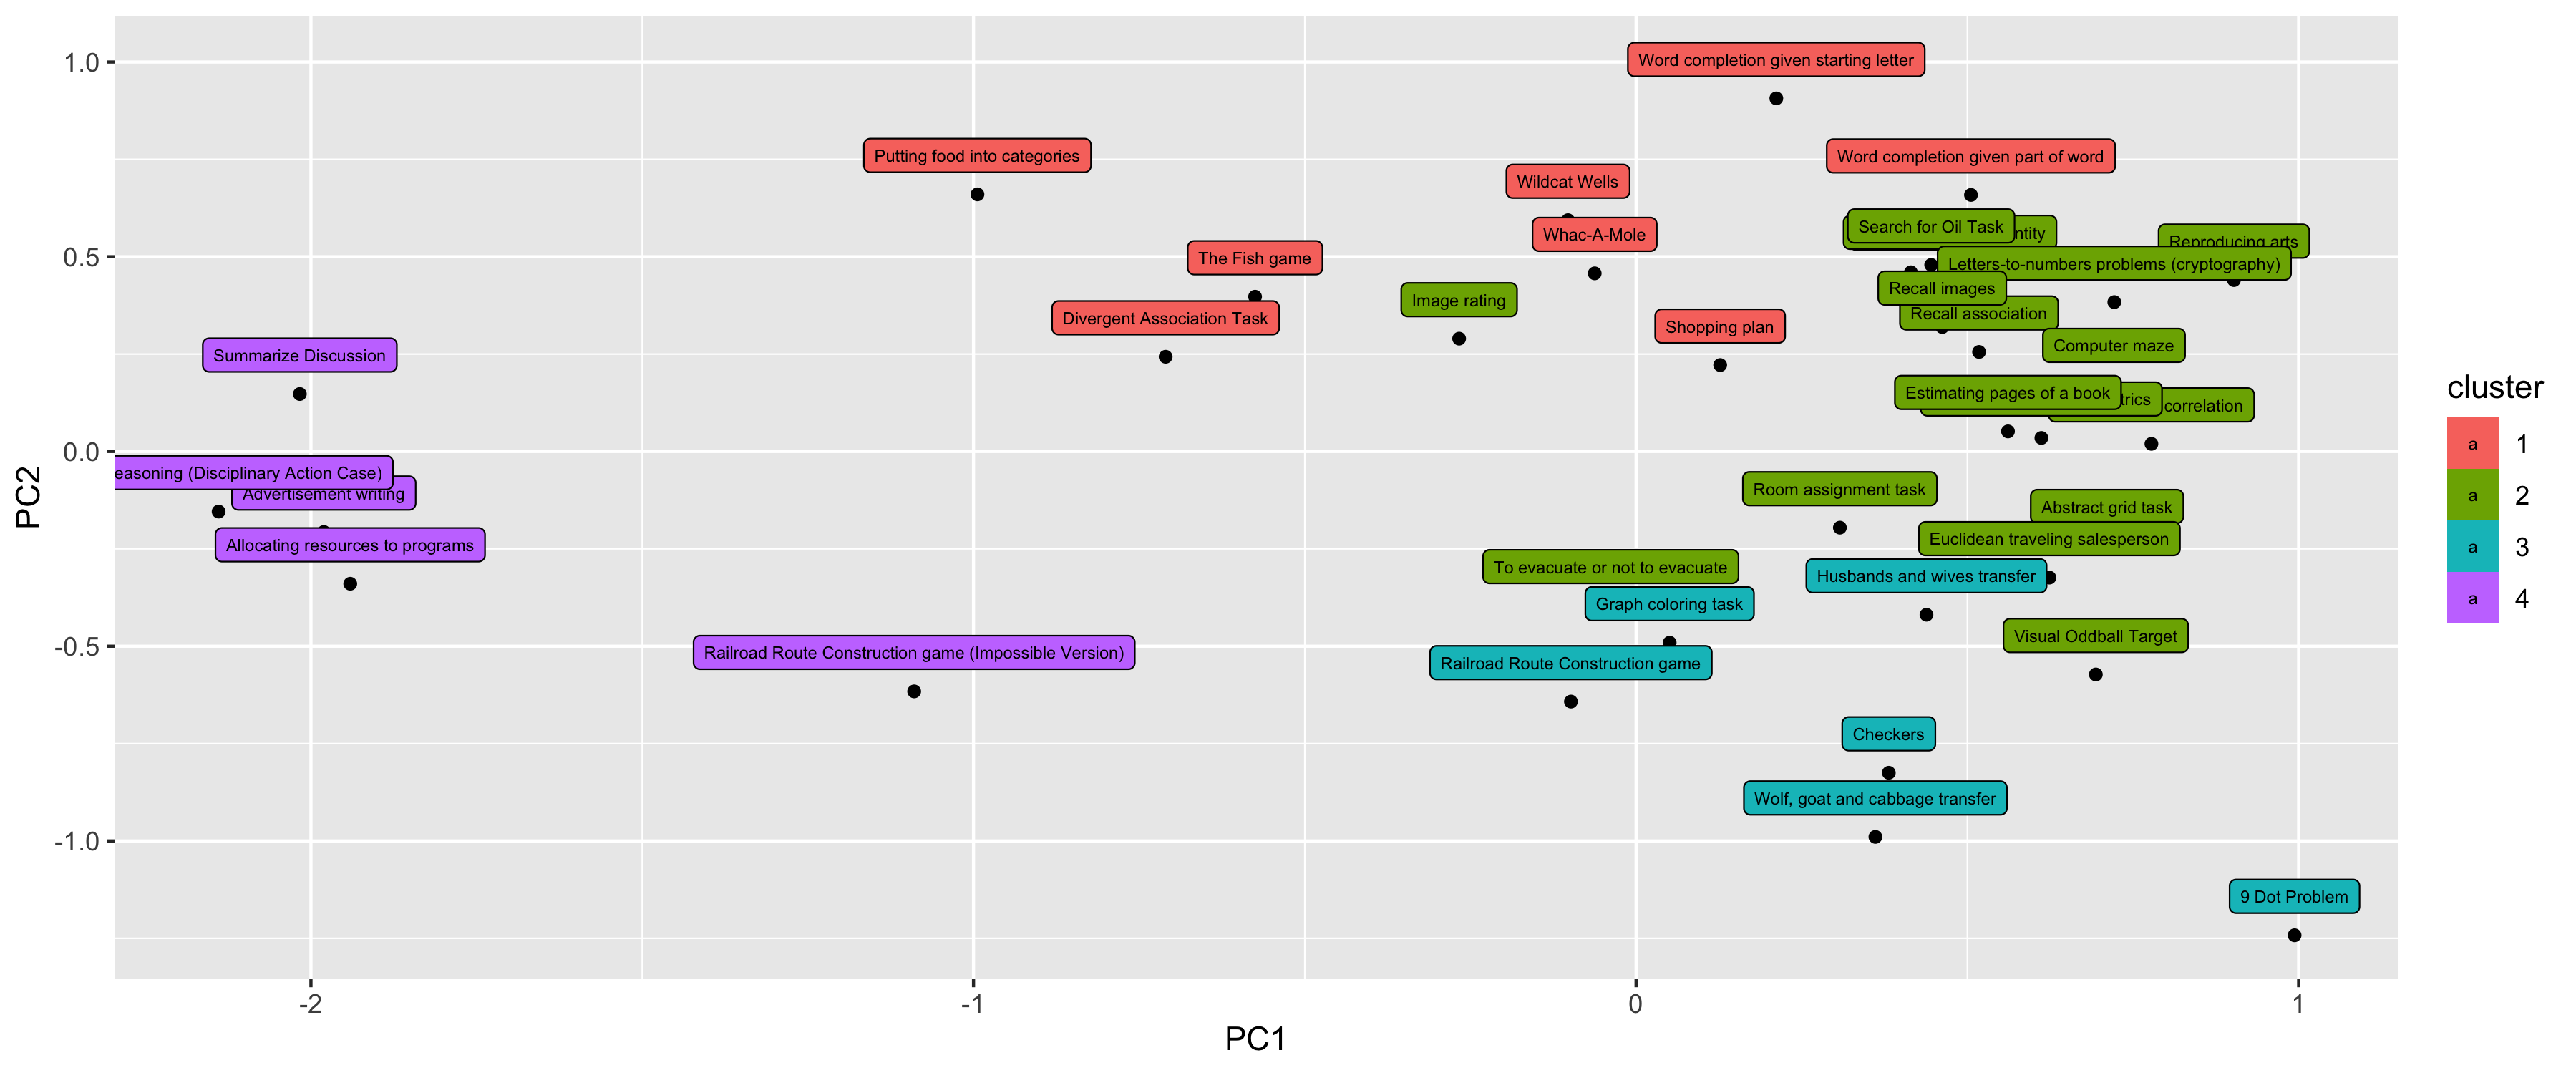 1.0
0.5
0.0
-0.5
-1.0
PC2
Word completion given starting letter
Putting food into categories
Word completion given part of word
Wildcat Wells
Search for Oil Task
Whac-A-Mole
Reproducing arts
The Fish game
Letters-to-numbers problems (cryptography)
Recall images
Image rating
Recall association
Divergent Association Task
Shopping plan
Computer maze
Summarize Discussion
Estimating pages of a book
correlation
(Disciplinary Action Case)
Room assignment task
Advertisement writing
Abstract grid task
Euclidean traveling salesperson
Allocating resources to programs
To evacuate or not to evacuate
Husbands and wives transfer
Graph coloring task
Visual Oddball Target
Railroad Route Construction game (Impossible Version)
Railroad Route Construction game
Checkers
Wolf, goat and cabbage transfer
9 Dot Problem
-2
-1
0
1
PC1
cluster
a 1
a 2
a 3
a 4